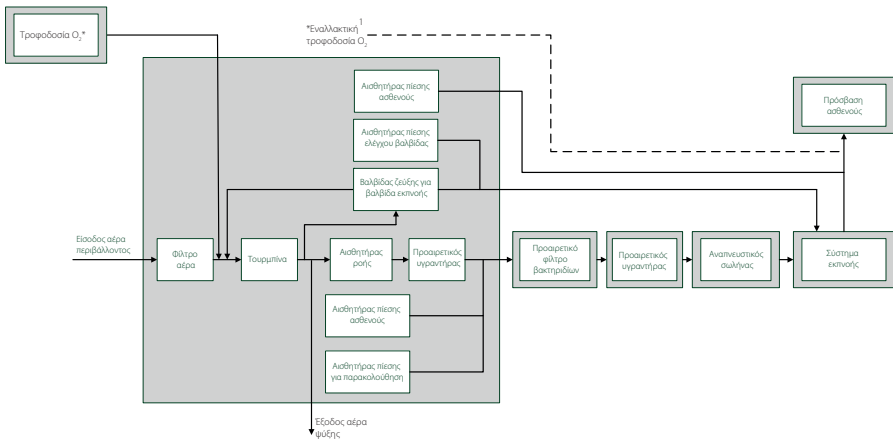 Τροφοδοσία O2*
*Εναλλακτική1
τροφοδοσία O2
Αισθητήρας πίεσης
ασθενούς
Πρόσβαση
ασθενούς
Αισθητήρας πίεσης
ελέγχου βαλβίδας
Βαλβίδας ζεύξης για
βαλβίδα εκπνοής
Είσοδος αέρα
περιβάλλοντος
Φίλτρο
αέρα
Τουρμπίνα
Αισθητήρας
ροής
Προαιρετικός
υγραντήρας
Προαιρετικό
φίλτρο
βακτηριδίων
Προαιρετικός
υγραντήρας
Αναπνευστικός
σωλήνας
Σύστημα
εκπνοής
Αισθητήρας πίεσης
ασθενούς
Αισθητήρας πίεσης
για παρακολούθηση
Έξοδος αέρα
ψύξης